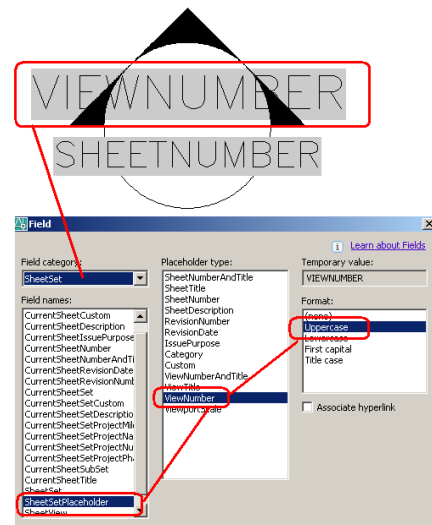 VIEWNUMBER
SHEETNUMBER
Field
Learn about Fields
Field category:
SheetSet
Field names:
CurrentSheetCustom
CurrentSheetDescription
CurrentSheetIssuePurpose
CurrentSheetNumber
CurrentSheetNumberAndTi
CurrentSheetRevisionDate
CurrentSheetRevisionNumb
CurrentSheetSet
CurrentSheetSetCustom
CurrentSheetSetDescriptio
CurrentSheetSetProjectMile
CurrentSheetSetProjectNa
CurrentSheetSetProjectNu
CurrentSheetSetProjectPh
CurrentSheetSubSet
CurrentSheetTitle
SheetSet
SheetSetPlaceholder
SheetView
Placeholder type:
SheetNumberAndTitle
SheetTitle
SheetNumber
SheetDescription
RevisionNumber
RevisionDate
IssuePurpose
Category
Custom
ViewNumberAndTitle
ViewTitle
ViewNumber
ViewportScale
Temporary value:
VIEWNUMBER
Format:
(none)
Uppercase
Lowercase
First capital
Title case
Associate hyperlink